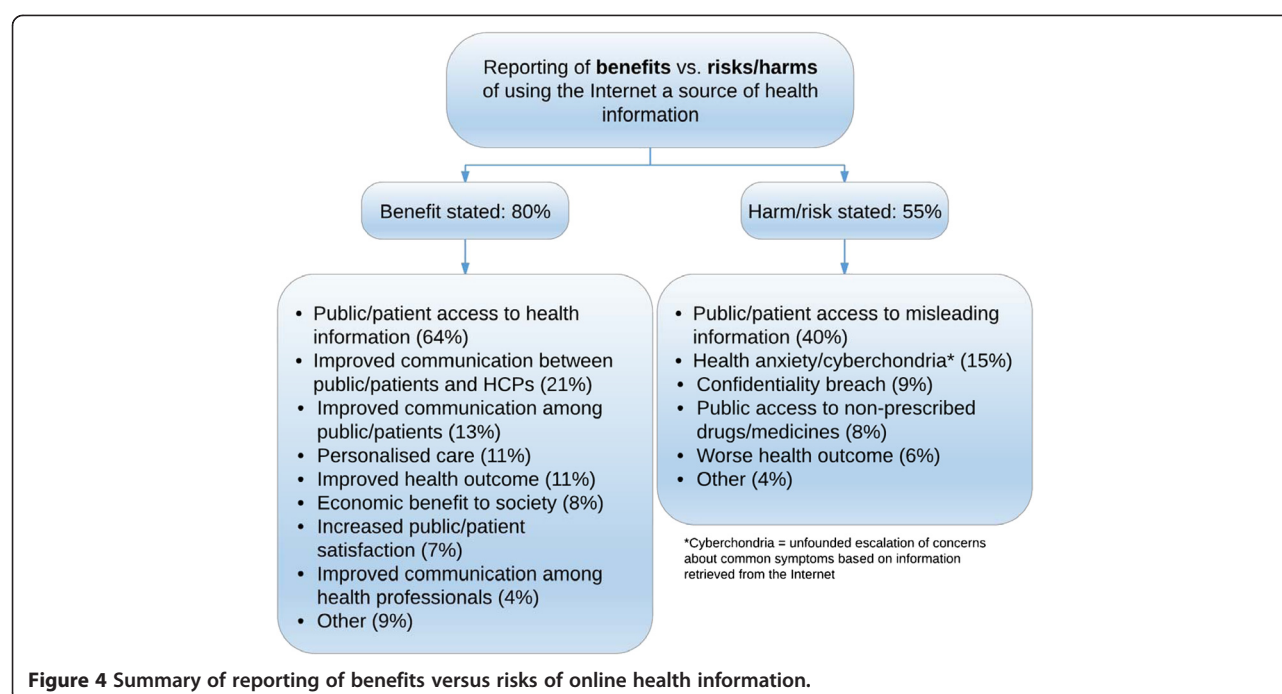 Reporting of benefits vs. risks/harms
of using the Internet a source of health
information
Benefit stated: 80%
Harm/risk stated: 55%
• Public/patient access to health
information (64%)
• Improved communication between
public/patients and HCPs (21%)
• Improved communication among
public/patients (13%)
• Personalised care (11%)
• Improved health outcome (11%)
• Economic benefit to society (8%)
• Increased public/patient
satisfaction (7%)
• Improved communication among
health professionals (4%)
• Other (9%)
• Public/patient access to misleading
information (40%)
• Health anxiety/cyberchondria* (15%)
• Confidentiality breach (9%)
• Public access to non-prescribed
drugs/medicines (8%)
• Worse health outcome (6%)
• Other (4%)
*Cyberchondria = unfounded escalation of concerns
about common symptoms based on information
retrieved from the Internet
Figure 4 Summary of reporting of benefits versus risks of online health information.